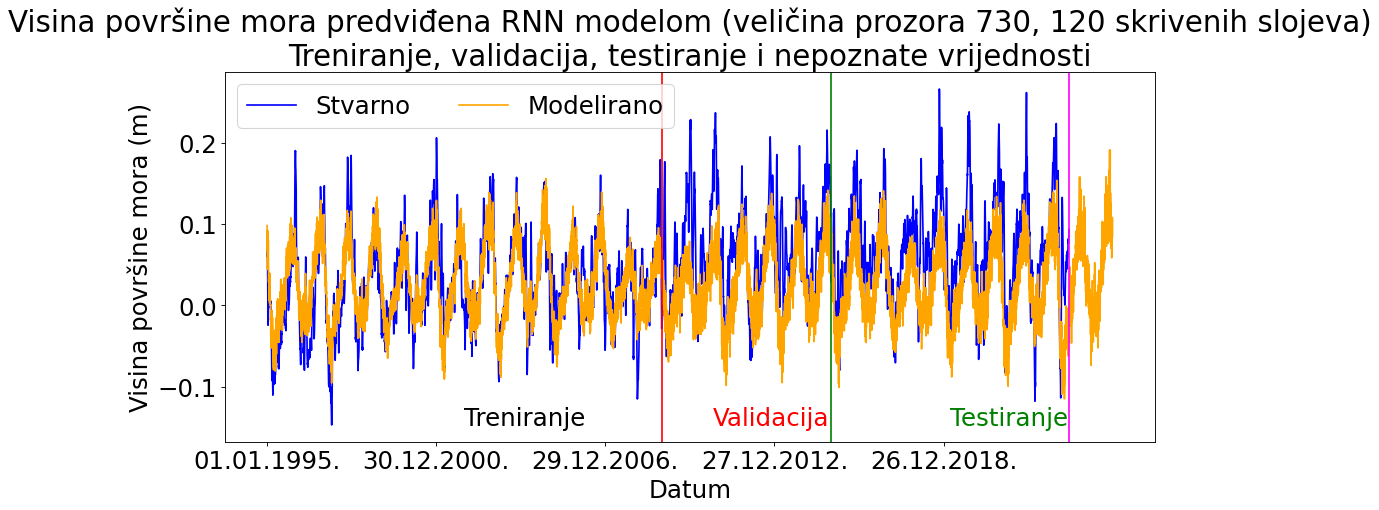 Visina površine mora predviđena RNN modelom (veličina prozora 730, 120 skrivenih slojeva)
Treniranje, validacija, testiranje i nepoznate vrijednosti
Stvarno Modelirano
Visina površine mora (m)
0.2
0.1
0.0
−0.1
Treniranje Validacija Testiranje
01.01.1995. 30.12.2000. 29.12.2006. 27.12.2012. 26.12.2018.
Datum